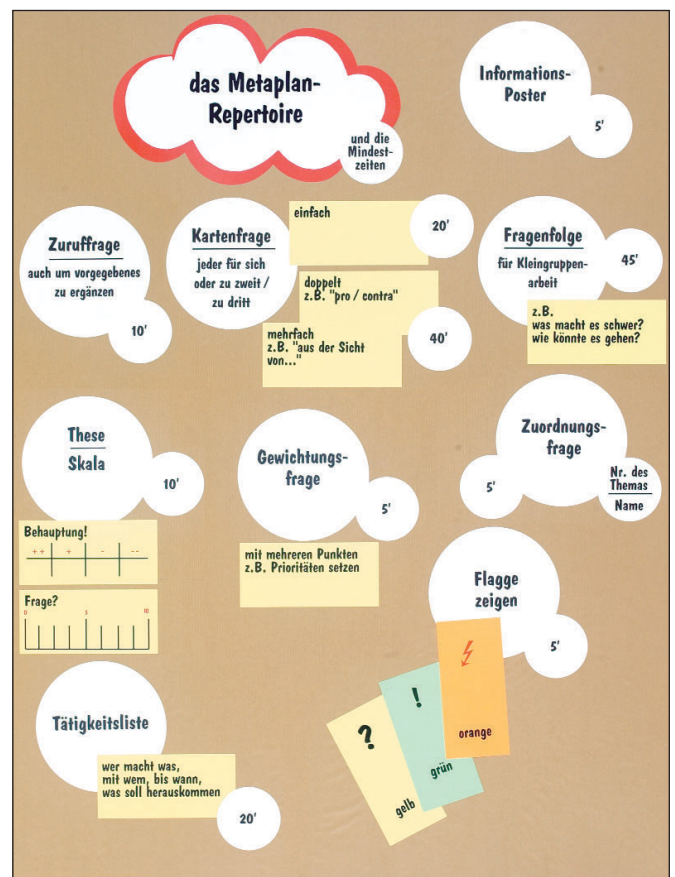 das Metaplan-
Repertoire
und die
Mindest-
zeiten
Informations-
Poster
5'
Zuruffrage
auch um vorgegebenes
zu ergänzen
10'
Kartenfrage
jeder für sich
oder zu zweit /
zu dritt
einfach
20'
doppelt
z.B. "pro / contra"
mehrfach
z.B. "aus der Sicht
von..."
40'
Fragenfolge
für Kleingruppen-
arbeit
45'
z.B.
was macht es schwer?
wie könnte es gehen?
These
Skala
10'
Behauptung!
++ + - --
Frage?
0 5 10
Gewichtungs-
frage
5'
mit mehreren Punkten
z.B. Prioritäten setzen
Zuordnungs-
frage
5'
Nr. des
Themas
Name
Flagge
zeigen
5'
?
gelb
!
grün
orange
Tätigkeitsliste
wer macht was,
mit wem, bis wann,
was soll herauskommen
20'